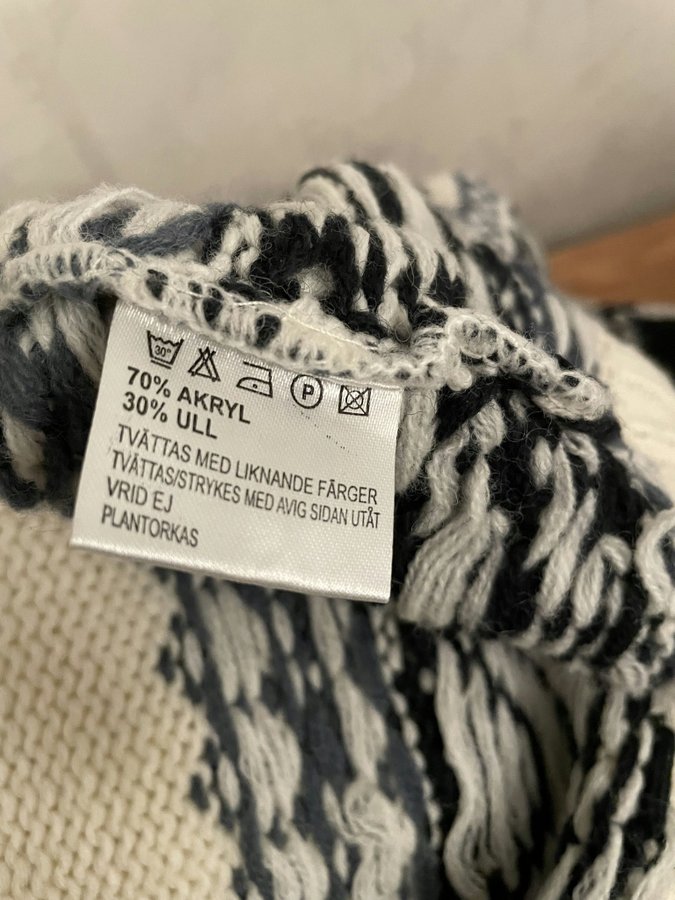 30° P
70% AKRYL
30% ULL
TVÄTTAS MED LIKNANDE FÄRGER
TVÄTTAS/STRYKES MED AVIG SIDAN UTÅT
VRID EJ
PLANTORKAS